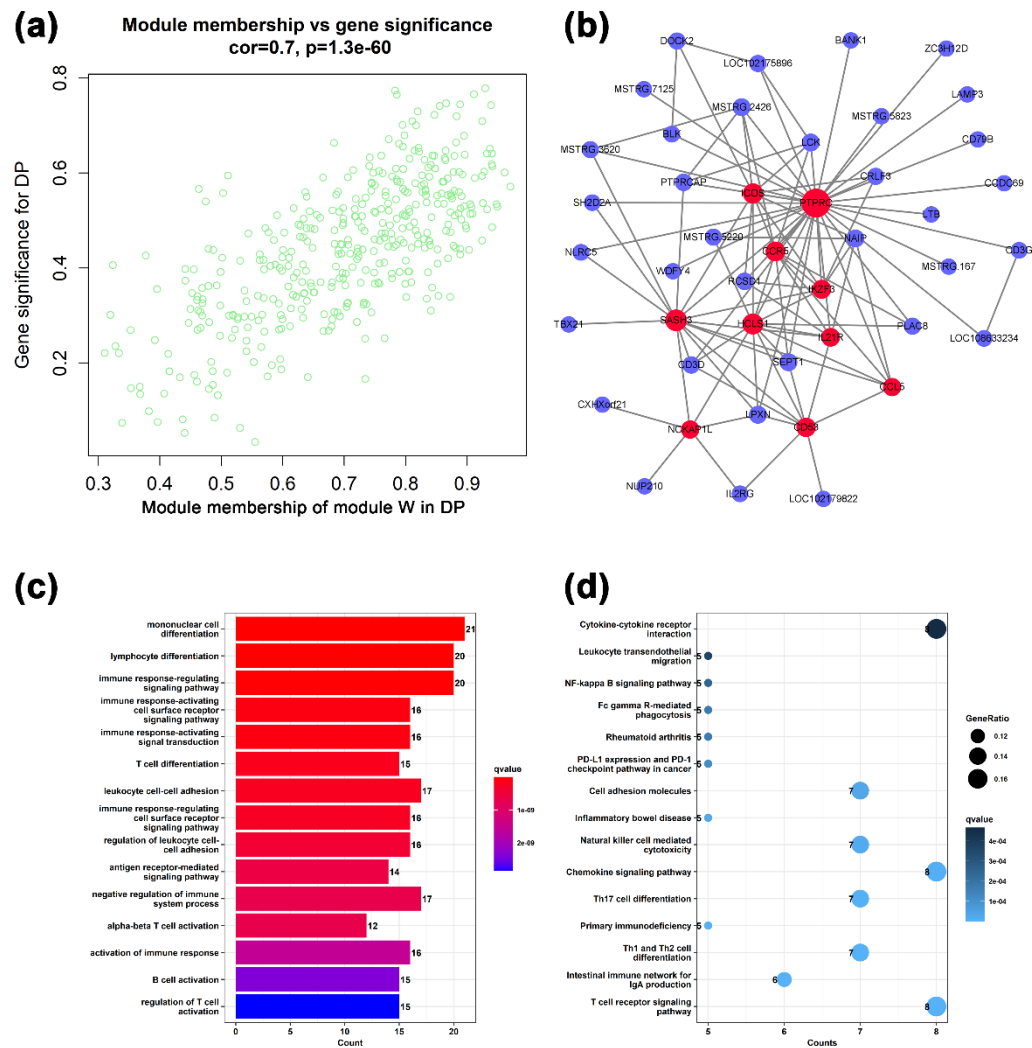 (a)
Module membership vs gene significance
cor=0.7, p=1.3e-60
Gene significance for DP
0.8
0.6
0.4
0.2
0.3 0.4 0.5 0.6 0.7 0.8 0.9
Module membership of module W in DP
(b)
DOCK2
BANK1
ZC3H12D
LOC102175896
MSTRG.7125
LAMP3
MSTRG.2426
MSTRG.5823
BLK
LCK
CD79B
MSTRG.3520
PTPRCAP
CRLF3
CCDC69
ICOS
SH2D2A
PTPRC
LTB
MSTRG.5220
NAIP
NLRC5
CCR5
CD3G
WDFY4
MSTRG.167
RCSD1
IKZF3
TBX21
SASH3
HCLS1
IL21R
PLAC8
LOC108633234
CD3D
SEPT1
CCL5
CXHXorf21
LPXN
NCKAP1L
CD53
NUP210
IL2RG
LOC102179822
(c)
mononuclear cell
differentiation
21
lymphocyte differentiation
20
immune response-regulating
signaling pathway
20
immune response-activating
cell surface receptor
signaling pathway
16
immune response-activating
signal transduction
16
T cell differentiation
15
leukocyte cell-cell adhesion
17
immune response-regulating
cell surface receptor
signaling pathway
16
regulation of leukocyte cell-
cell adhesion
16
antigen receptor-mediated
signaling pathway
14
negative regulation of immune
system process
17
alpha-beta T cell activation
12
activation of immune response
16
B cell activation
15
regulation of T cell
activation
15
0 5 10 15 20
Count
qvalue
1e-09
2e-09
(d)
Cytokine-cytokine receptor
interaction
8
Leukocyte transendothelial
migration
5
NF-kappa B signaling pathway
5
Fc gamma R-mediated
phagocytosis
5
Rheumatoid arthritis
5
PD-L1 expression and PD-1
checkpoint pathway in cancer
5
Cell adhesion molecules
7
Inflammatory bowel disease
5
Natural killer cell mediated
cytotoxicity
7
Chemokine signaling pathway
8
Th17 cell differentiation
7
Primary immunodeficiency
5
Th1 and Th2 cell
differentiation
7
Intestinal immune network for
IgA production
6
T cell receptor signaling
pathway
8
5 6 7 8
Counts
GeneRatio
0.12
0.14
0.16
qvalue
4e-04
3e-04
2e-04
1e-04